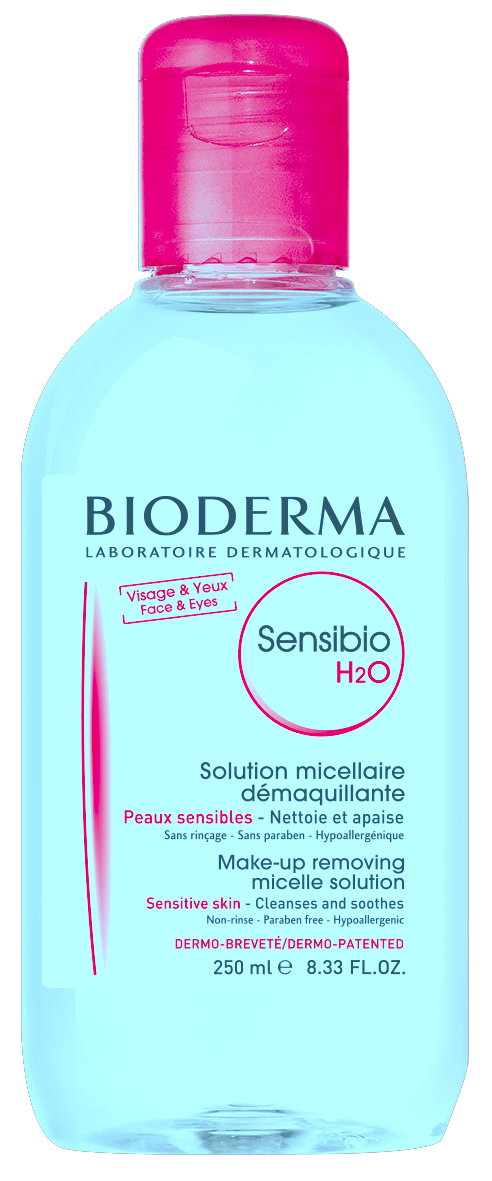 BIODERMA
LABORATOIRE DERMATOLOGIQUE
Visage & Yeux
Face & Eyes
Sensibio
H2O
Solution micellaire
démaquillante
Peaux sensibles - Nettoie et apaise
Sans rinçage - Sans paraben - Hypoallergénique
Make-up removing
micelle solution
Sensitive skin - Cleanses and soothes
Non-rinse - Paraben free - Hypoallergenic
DERMO-BREVETÉ/DERMO-PATENTED
250 ml e 8.33 FL.OZ.